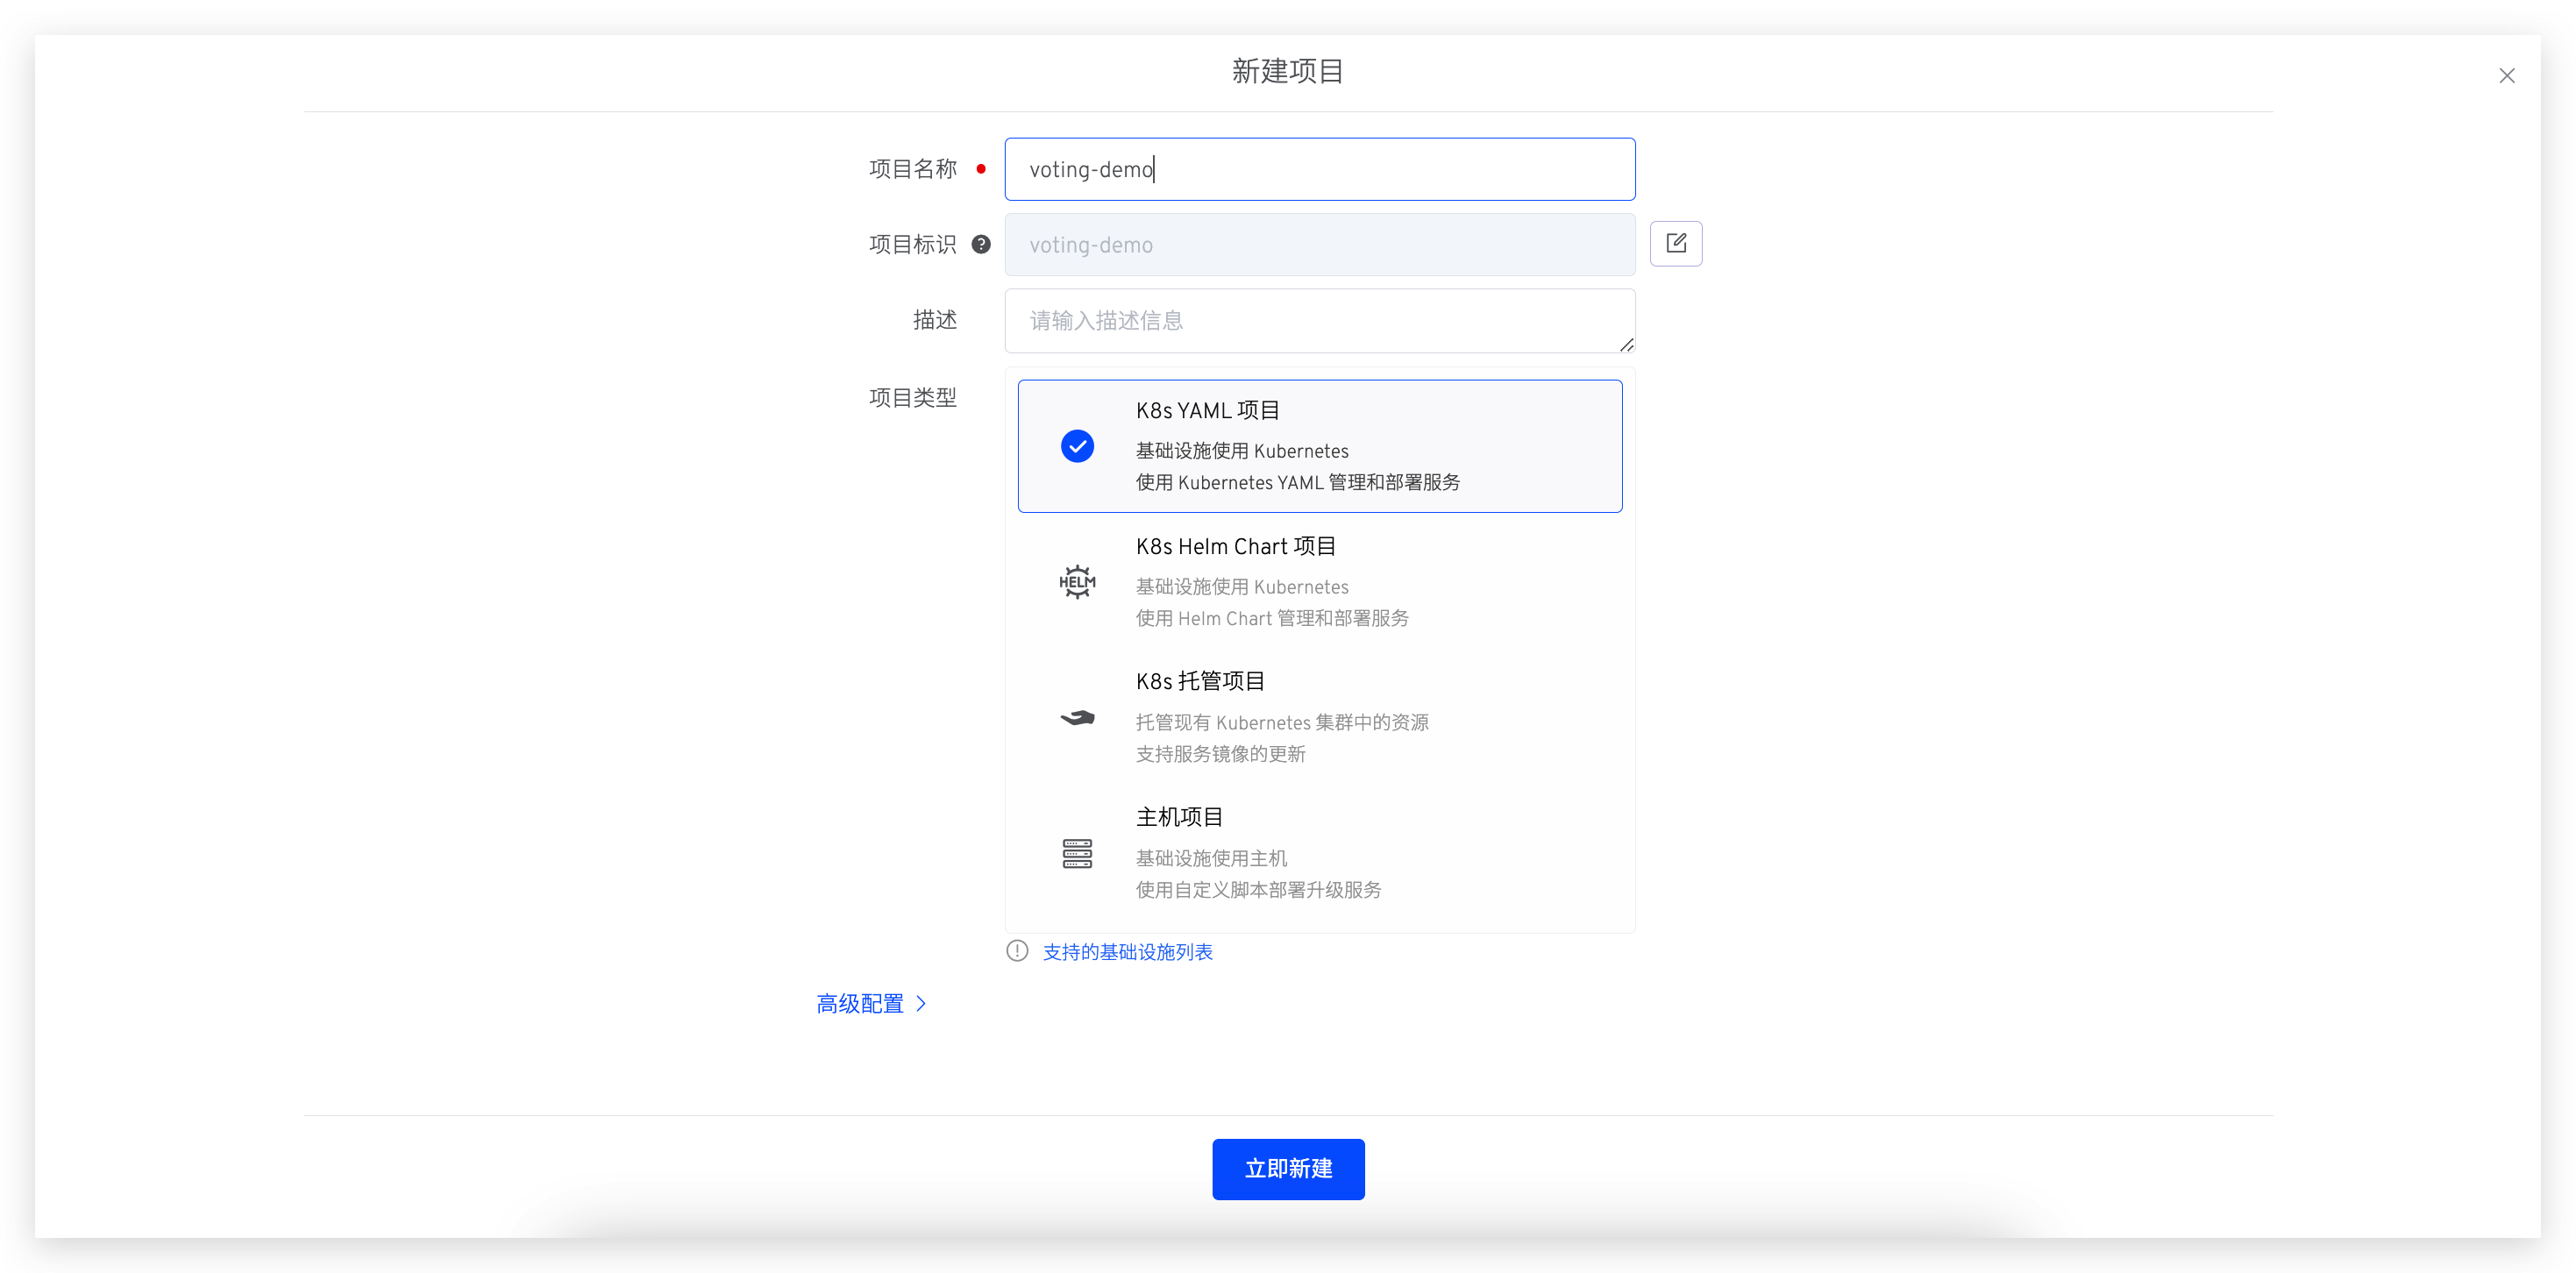 新建项目
项目名称
voting-demo
项目标识
voting-demo
描述
请输入描述信息
项目类型
K8s YAML 项目
基础设施使用 Kubernetes
使用 Kubernetes YAML 管理和部署服务
HELM
K8s Helm Chart 项目
基础设施使用 Kubernetes
使用 Helm Chart 管理和部署服务
K8s 托管项目
托管现有 Kubernetes 集群中的资源
支持服务镜像的更新
主机项目
基础设施使用主机
使用自定义脚本部署升级服务
支持的基础设施列表
高级配置
立即新建